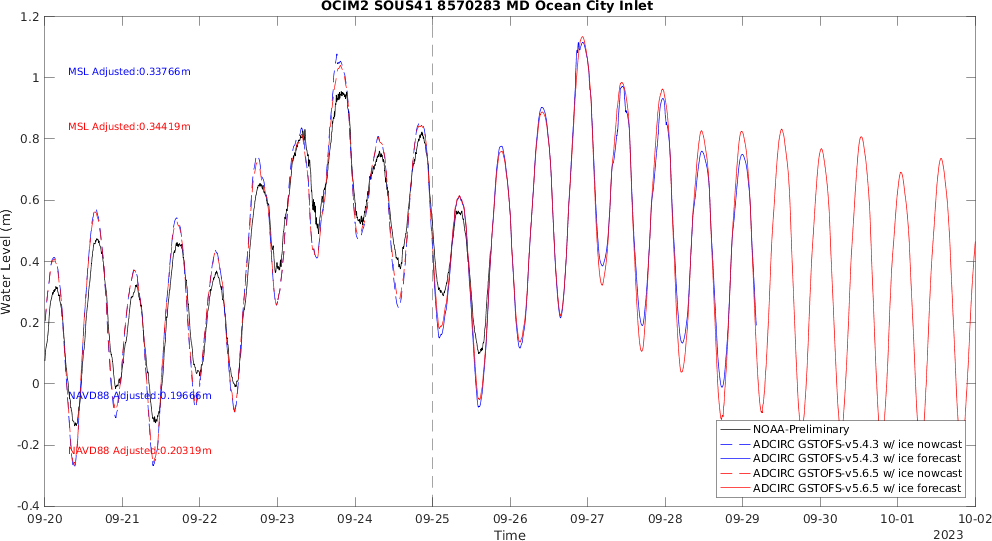 OCIM2 SOUS41 8570283 MD Ocean City Inlet
1.2
1
0.8
0.6
0.4
0.2
0
-0.2
-0.4
Water Level (m)
MSL Adjusted:0.33766m
MSL Adjusted:0.34419m
NAVD88 Adjusted:0.19666m
NAVD88 Adjusted:0.20319m
NOAA-Preliminary
ADCIRC GSTOFS-v5.4.3 w/ ice nowcast
ADCIRC GSTOFS-v5.4.3 w/ ice forecast
ADCIRC GSTOFS-v5.6.5 w/ ice nowcast
ADCIRC GSTOFS-v5.6.5 w/ ice forecast
09-20 09-21 09-22 09-23 09-24 09-25 09-26 09-27 09-28 09-29 09-30 10-01 10-02
Time
2023